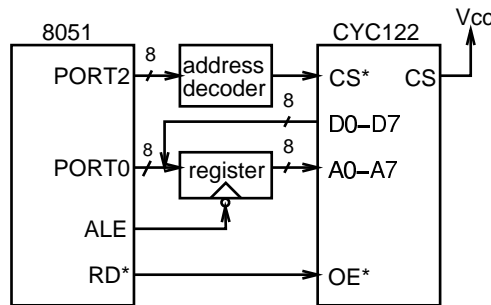 Vcc
8051
CYC122
PORT2
8
address
decoder
CS*
CS
8
D0–D7
PORT0
8
register
8
A0–A7
ALE
RD*
OE*